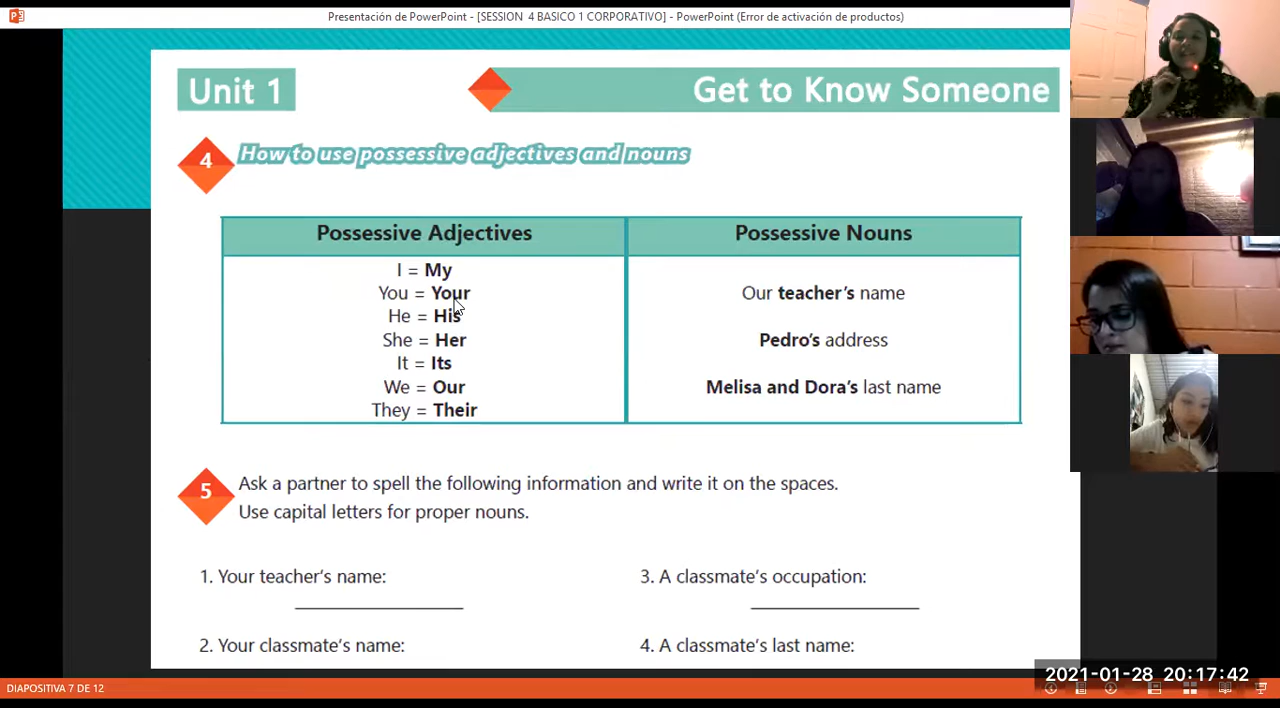 Presentación de PowerPoint - [SESSION 4 BASICO 1 CORPORATIVO] - PowerPoint (Error de activación de productos)
Unit 1
Get to Know Someone
4
How to use possessive adjectives and nouns
Possessive Adjectives
I = My
You = Your
He = His
She = Her
It = Its
We = Our
They = Their
Possessive Nouns
Our teacher's name
Pedro's address
Melisa and Dora's last name
5
Ask a partner to spell the following information and write it on the spaces.
Use capital letters for proper nouns.
1. Your teacher's name:
2. Your classmate's name:
3. A classmate's occupation:
4. A classmate's last name:
DIAPOSITIVA 7 DE 12
2021-01-28 20:17:42